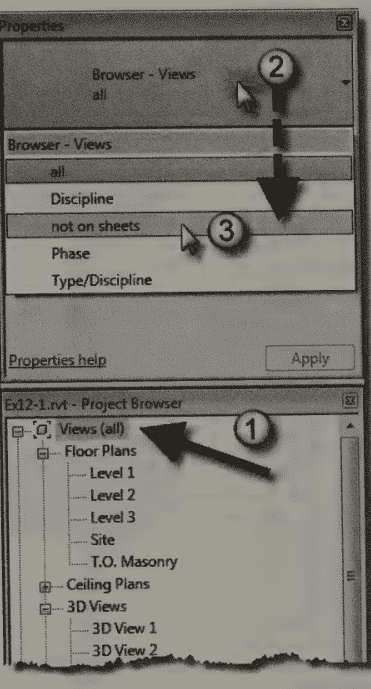 Properties
2
Browser - Views
all
Browser - Views
all
Discipline
not on sheets
3
Phase
Type/Discipline
Properties help
Apply
Ex12-1.rvt - Project Browser
Views (all)
1
Floor Plans
Level 1
Level 2
Level 3
Site
T.O. Masonry
Ceiling Plans
3D Views
3D View 1
3D View 2